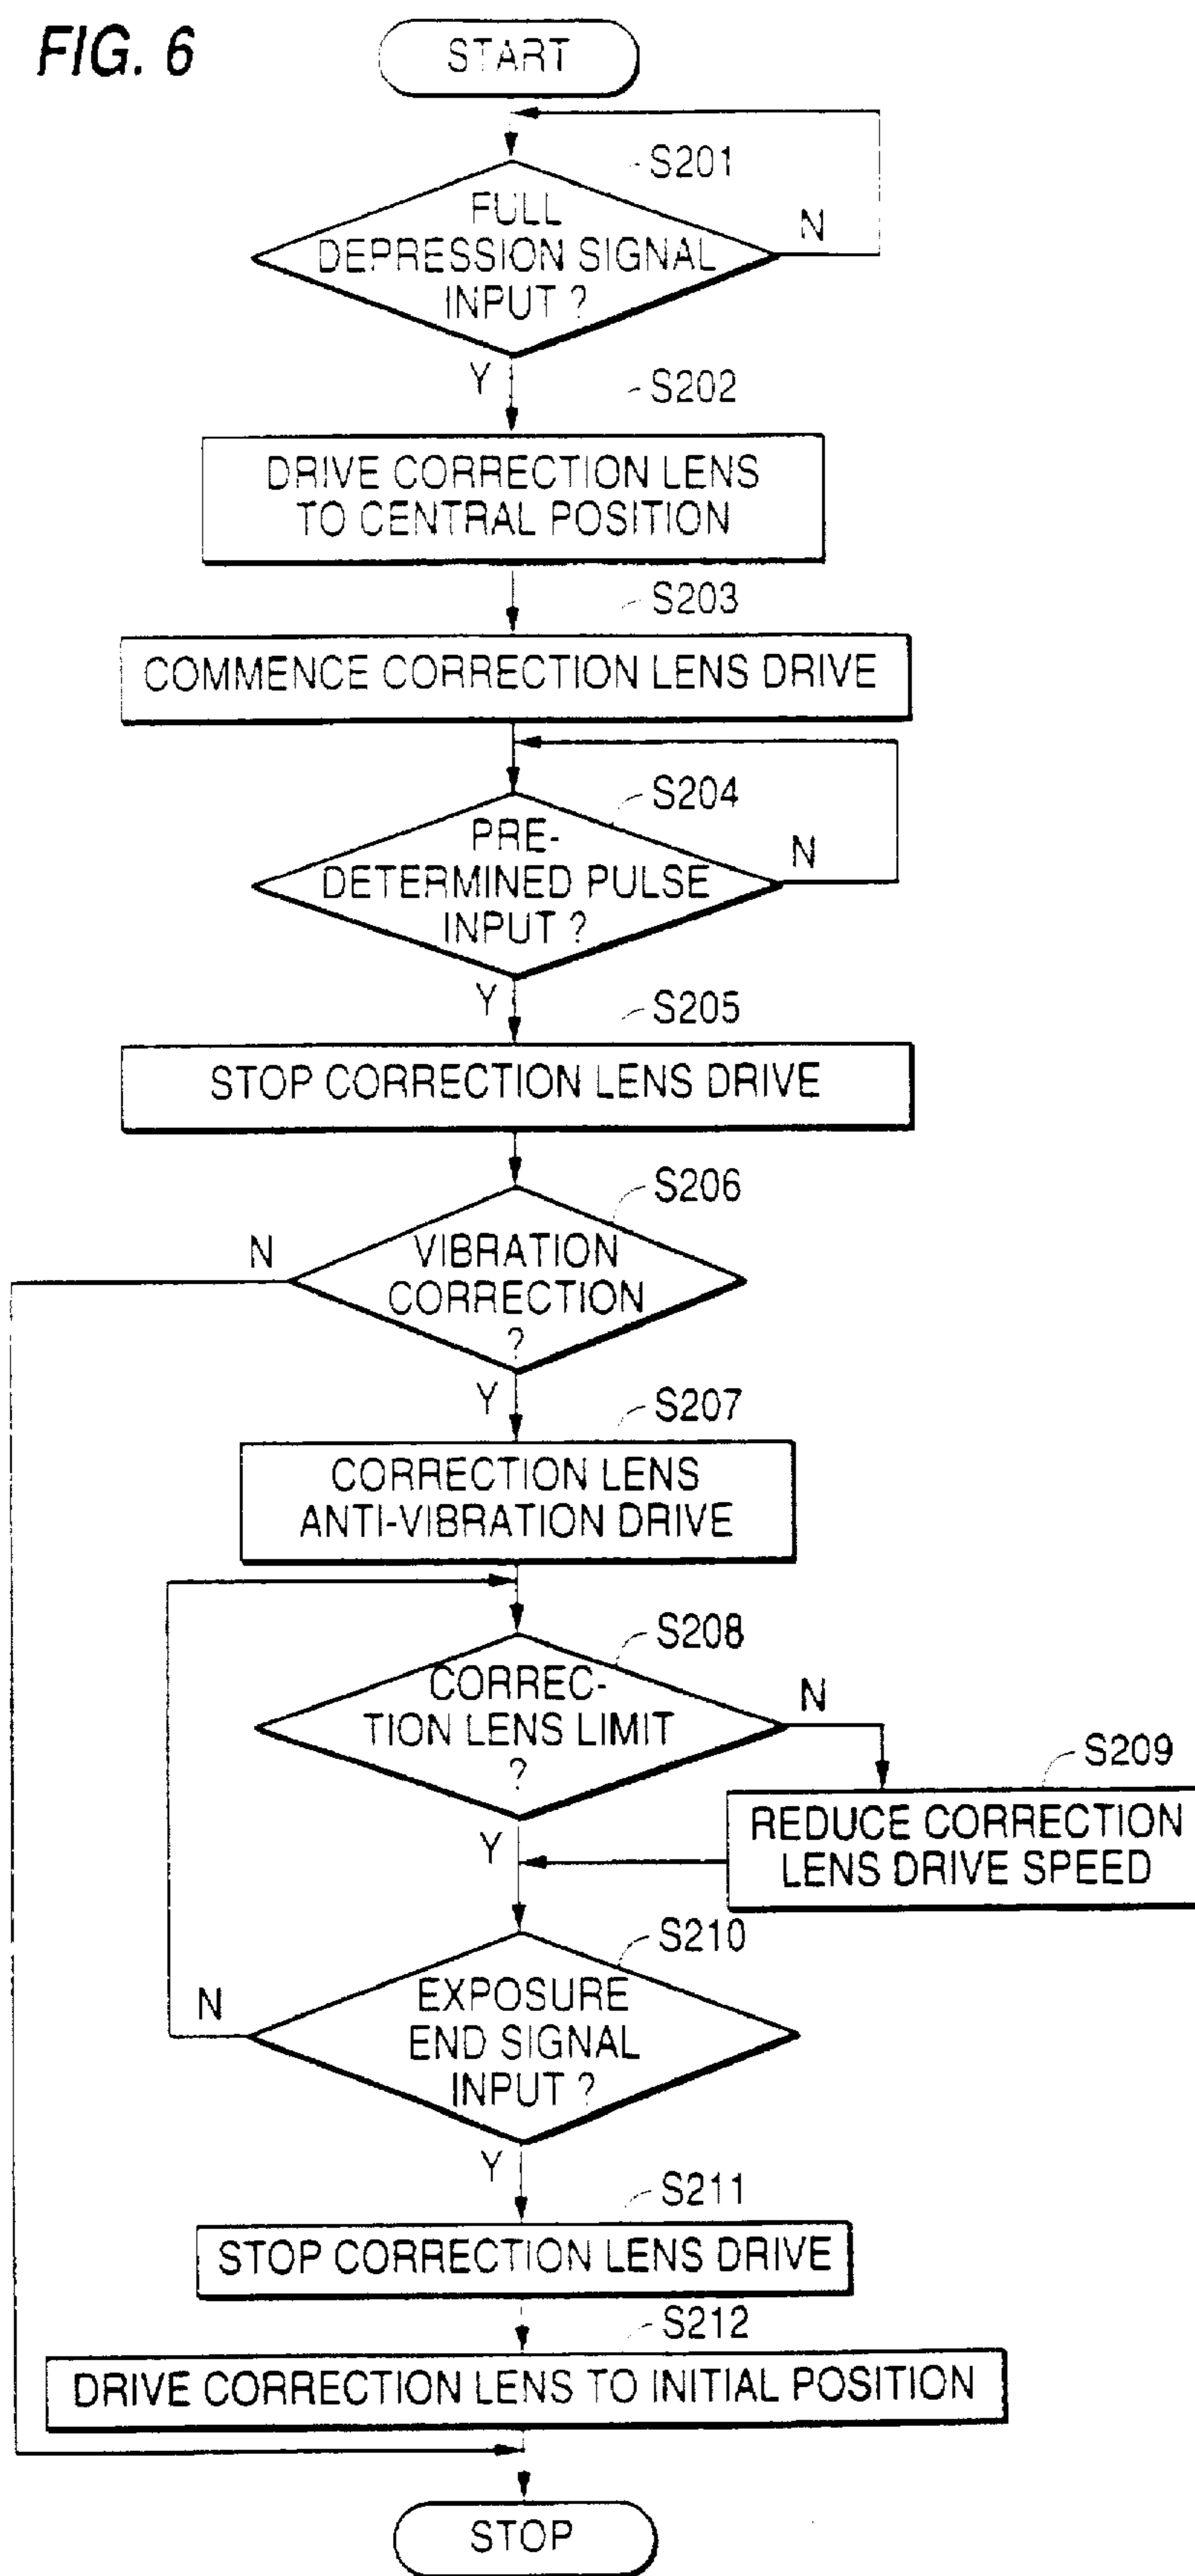 FIG. 6
START
S201
FULL
DEPRESSION SIGNAL
INPUT ?
N
Y
S202
DRIVE CORRECTION LENS
TO CENTRAL POSITION
S203
COMMENCE CORRECTION LENS DRIVE
S204
PRE-
DETERMINED PULSE
INPUT ?
N
Y
S205
STOP CORRECTION LENS DRIVE
S206
VIBRATION
CORRECTION
?
N
Y
S207
CORRECTION LENS
ANTI-VIBRATION DRIVE
S208
CORREC-
TION LENS LIMIT
?
N
Y
S209
REDUCE CORRECTION
LENS DRIVE SPEED
S210
EXPOSURE
END SIGNAL
INPUT ?
N
Y
S211
STOP CORRECTION LENS DRIVE
S212
DRIVE CORRECTION LENS TO INITIAL POSITION
STOP